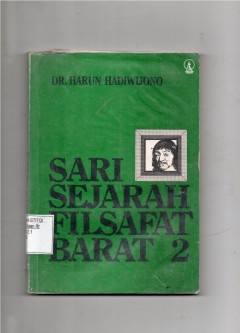 DR. HARUN HADIWIJONO
SARI
SEJARAH
FILSAFAT
BARAT 2